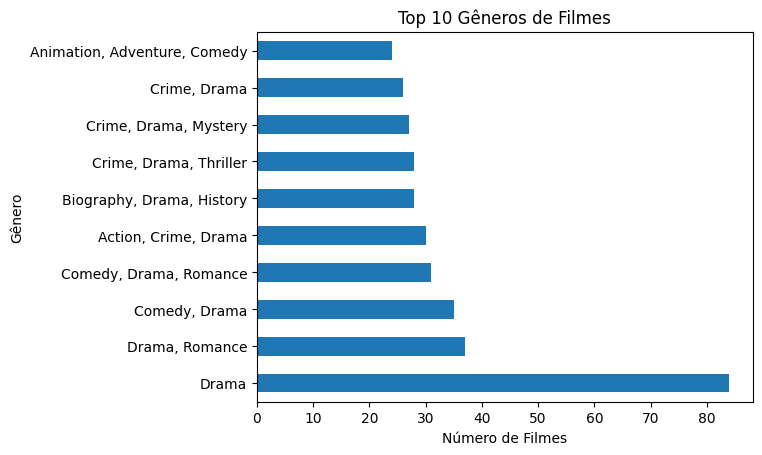 Top 10 Gêneros de Filmes
Gênero
Animation, Adventure, Comedy
Crime, Drama
Crime, Drama, Mystery
Crime, Drama, Thriller
Biography, Drama, History
Action, Crime, Drama
Comedy, Drama, Romance
Comedy, Drama
Drama, Romance
Drama
0 10 20 30 40 50 60 70 80
Número de Filmes